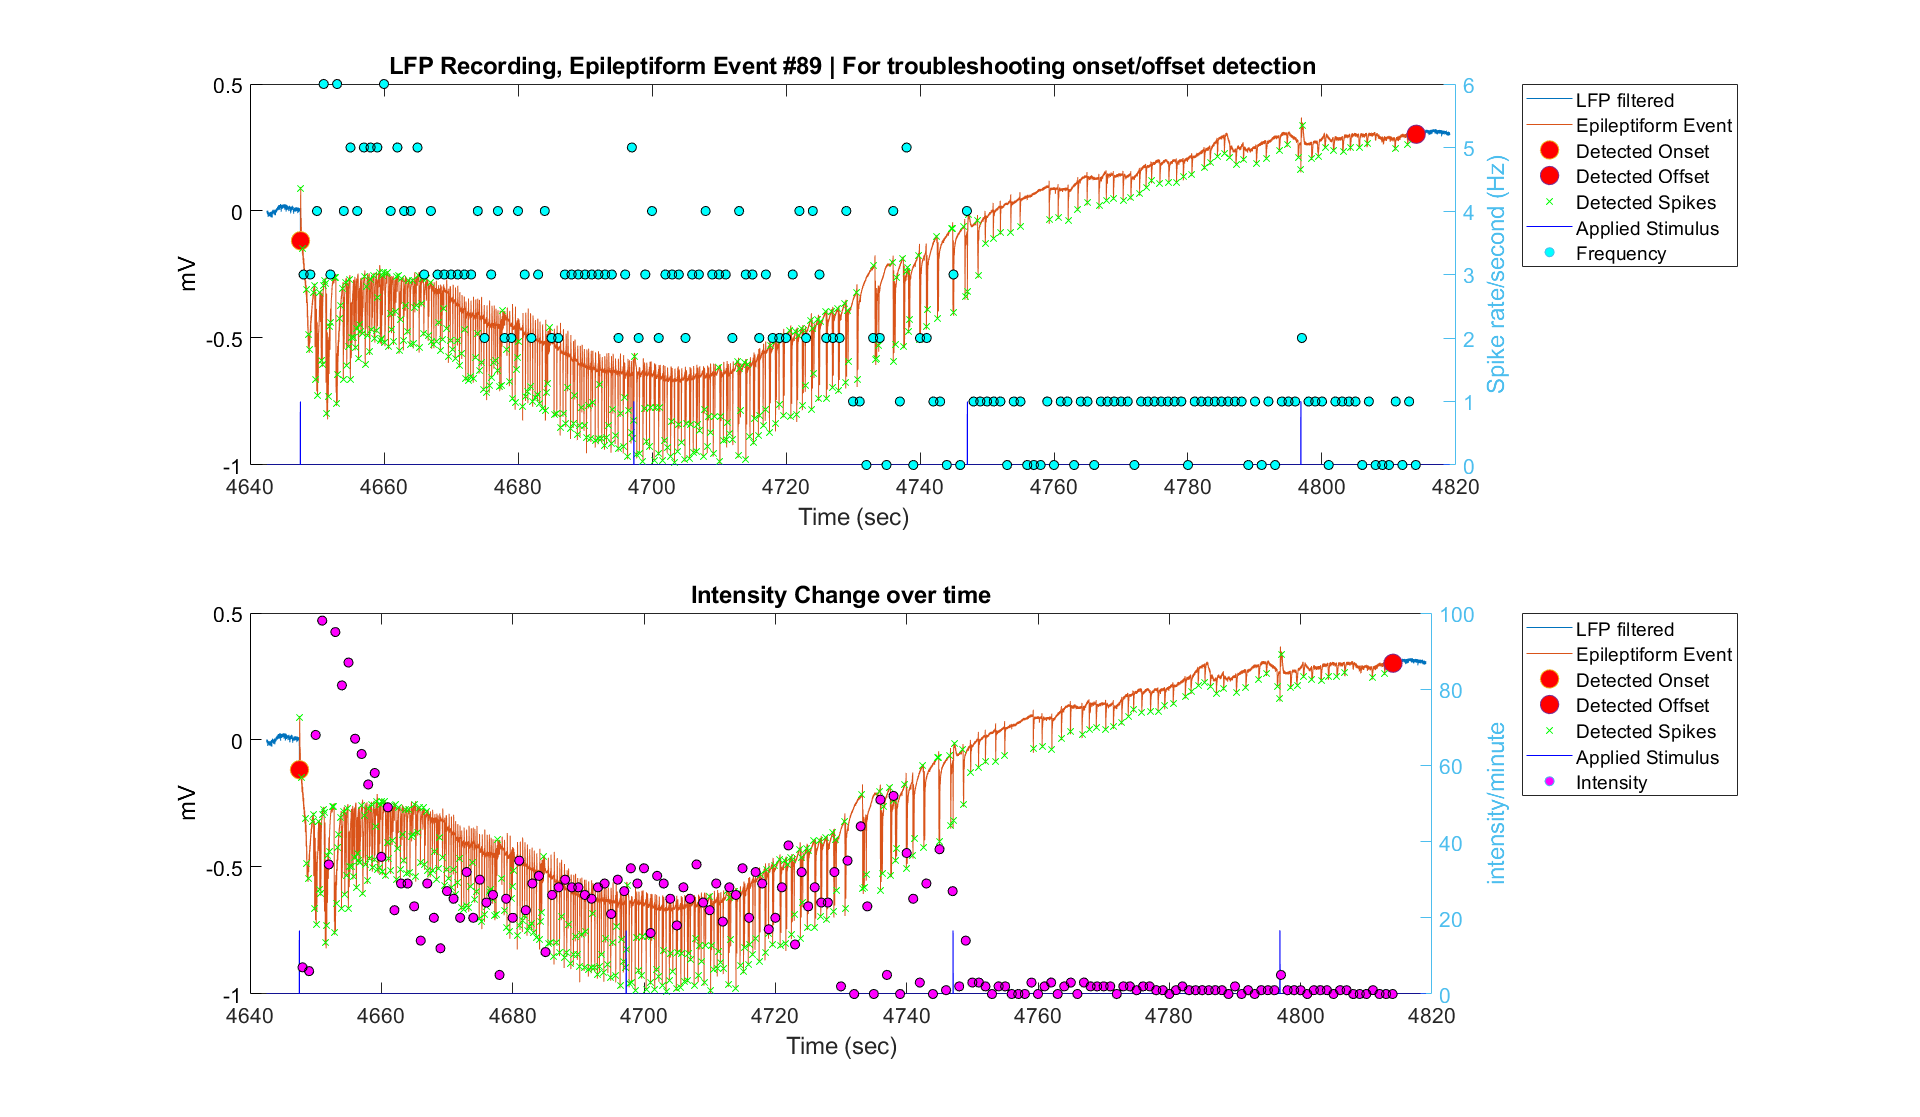 LFP Recording, Epileptiform Event #89 | For troubleshooting onset/offset detection
0.5
0
-0.5
-1
mV
4640
4660
4680
4700
4720
4740
4760
4780
4800
4820
Time (sec)
6
5
4
3
2
1
0
Spike rate/second (Hz)
LFP filtered
Epileptiform Event
Detected Onset
Detected Offset
Detected Spikes
Applied Stimulus
Frequency
Intensity Change over time
0.5
0
-0.5
-1
mV
4640
4660
4680
4700
4720
4740
4760
4780
4800
4820
Time (sec)
100
80
60
40
20
0
intensity/minute
LFP filtered
Epileptiform Event
Detected Onset
Detected Offset
Detected Spikes
Applied Stimulus
Intensity